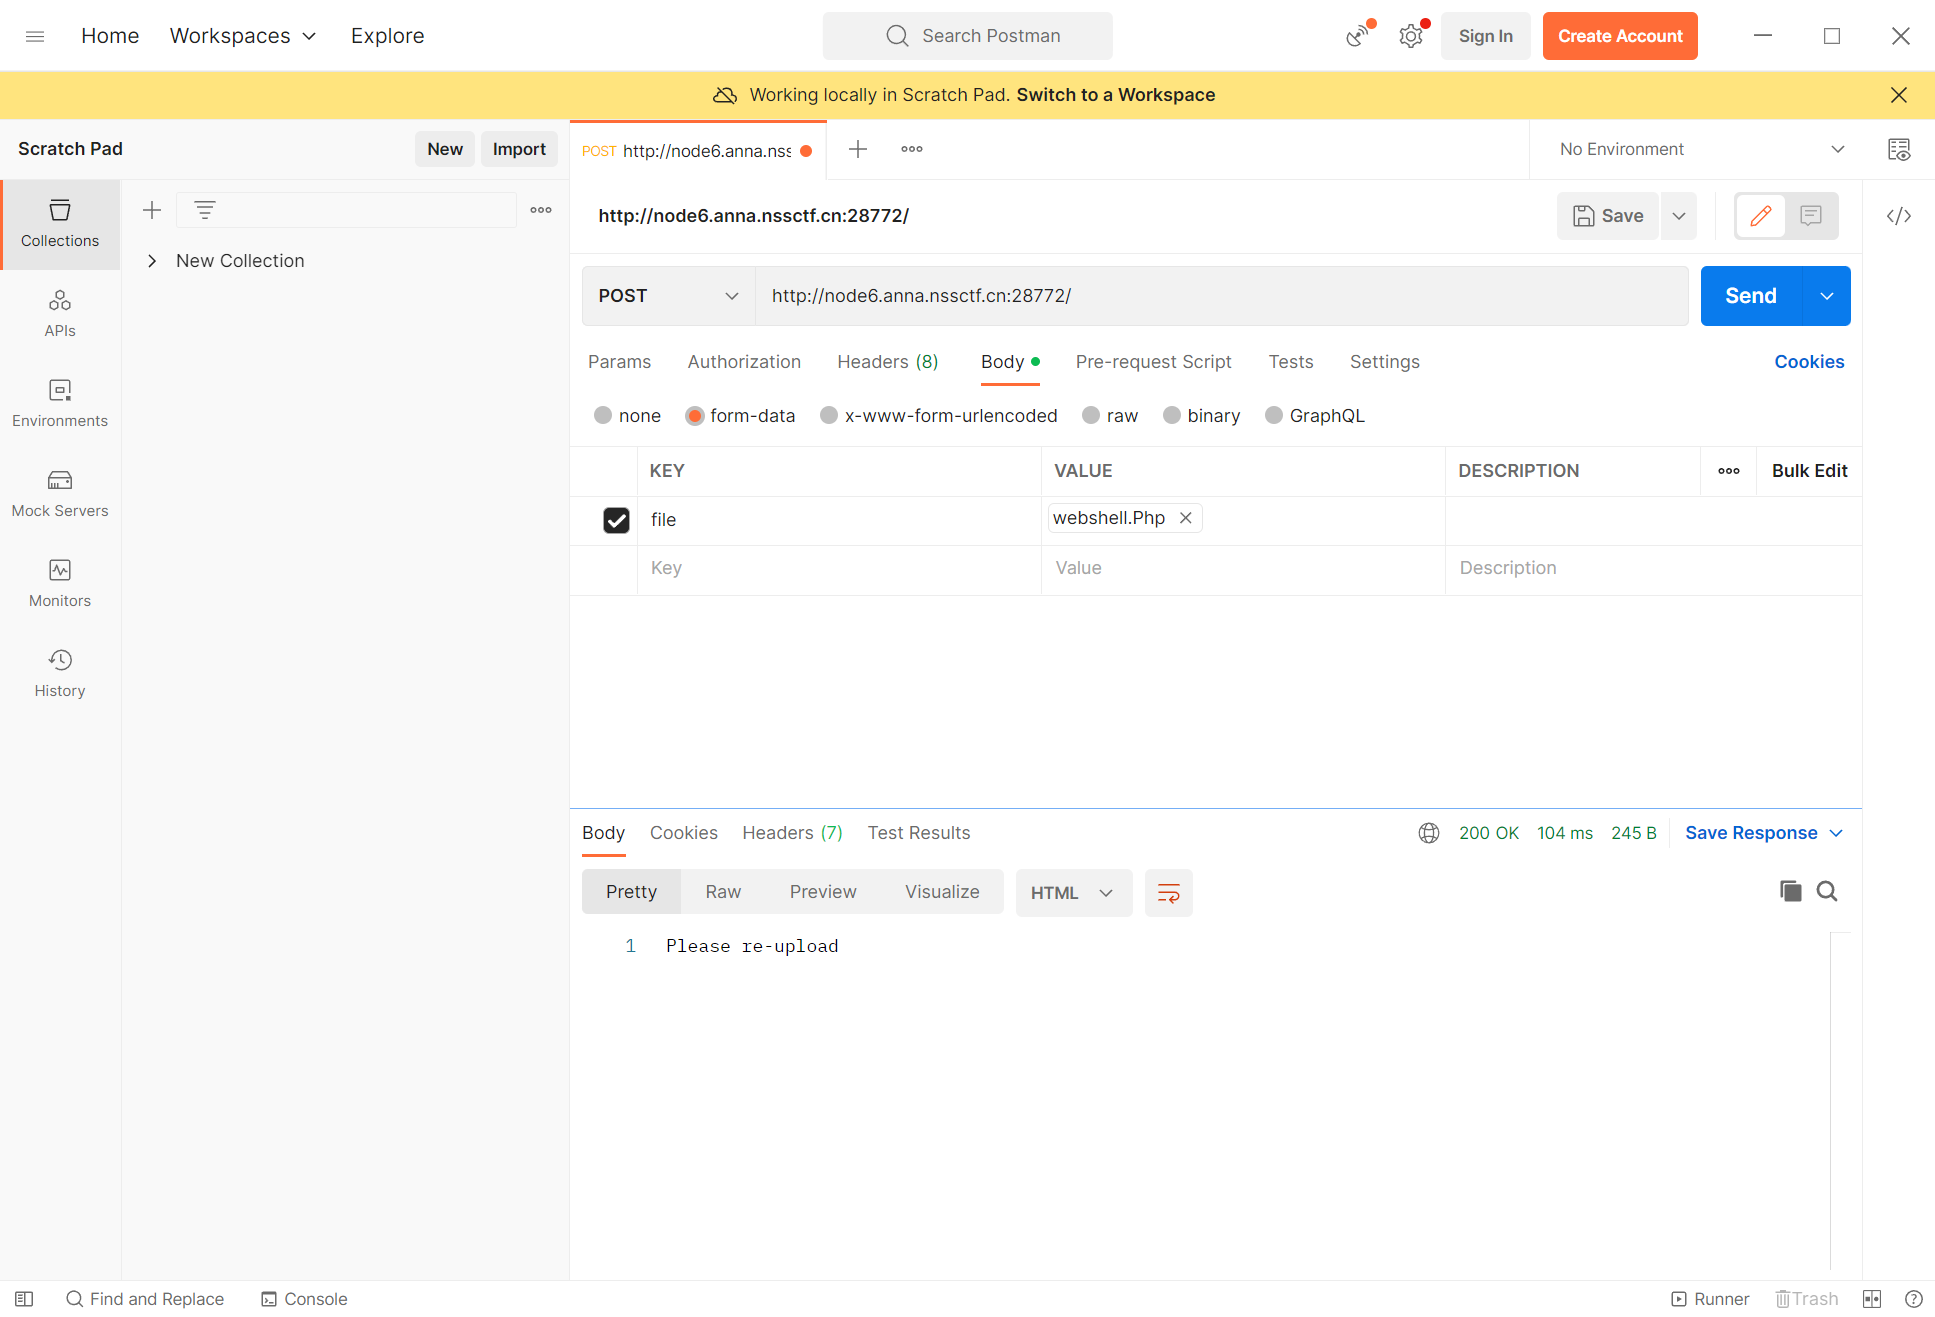 Home Workspaces Explore Search Postman Sign In Create Account
Working locally in Scratch Pad. Switch to a Workspace
Scratch Pad New Import POST http://node6.anna.nss No Environment
http://node6.anna.nssctf.cn:28772/ Save
Collections
New Collection
POST http://node6.anna.nssctf.cn:28772/ Send
APIs
Params Authorization Headers (8) Body Pre-request Script Tests Settings Cookies
Environments
none form-data x-www-form-urlencoded raw binary GraphQL
KEY VALUE DESCRIPTION Bulk Edit
Mock Servers
file webshell.Php
Key Value Description
Monitors
History
Body Cookies Headers (7) Test Results 200 OK 104 ms 245 B Save Response
Pretty Raw Preview Visualize HTML
1 Please re-upload
Find and Replace Console Runner Trash